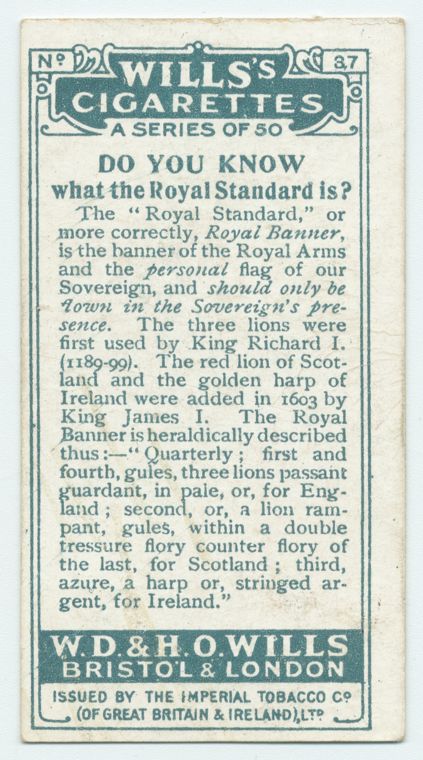 Nº 37
WILLS'S
CIGARETTES
A SERIES OF 50
DO YOU KNOW
what the Royal Standard is?
The "Royal Standard," or
more correctly, Royal Banner,
is the banner of the Royal Arms
and the personal flag of our
Sovereign, and should only be
flown in the Sovereign's pre-
sence. The three lions were
first used by King Richard I.
(1189-99). The red lion of Scot-
land and the golden harp of
Ireland were added in 1603 by
King James I. The Royal
Banner is heraldically described
thus:—"Quarterly; first and
fourth, gules, three lions passant
guardant, in pale, or, for Eng-
land; second, or, a lion ram-
pant, gules, within a double
tressure flory counter flory of
the last, for Scotland; third,
azure, a harp or, stringed ar-
gent, for Ireland."
W.D. & H.O. WILLS
BRISTOL & LONDON
ISSUED BY THE IMPERIAL TOBACCO Cº
(OF GREAT BRITAIN & IRELAND), LTD